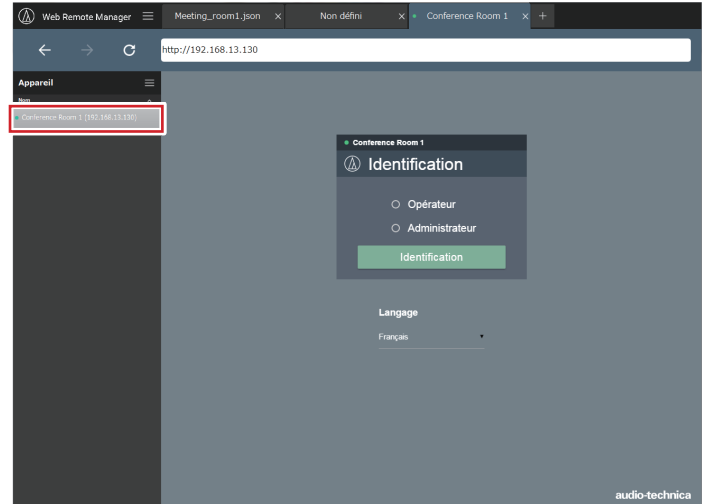 Web Remote Manager
Meeting_room1.json
Non défini
Conference Room 1
http://192.168.13.130
Appareil
Nom
Conference Room 1 (192.168.13.130)
Conference Room 1
Identification
Opérateur
Administrateur
Identification
Langage
Français
audio-technica